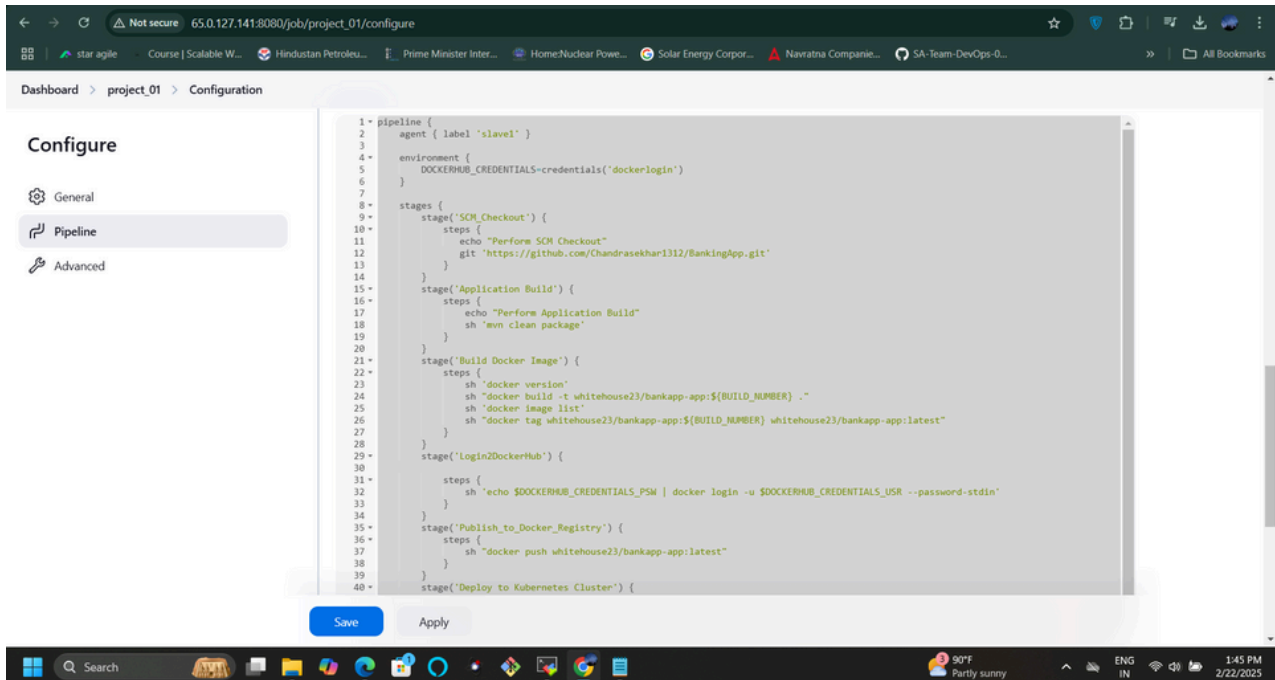 Not secure 65.0.127.141:8080/job/project_01/configure
star agile Course | Scalable W... Hindustan Petroleu... Prime Minister Inter... Home:Nuclear Powe... Solar Energy Corpor... Navratna Companie... SA-Team-DevOps-0... » All Bookmarks
Dashboard > project_01 > Configuration
Configure
General
Pipeline
Advanced
1 pipeline {
2 agent { label 'slave1' }
3
4 environment {
5 DOCKERHUB_CREDENTIALS=credentials('dockerlogin')
6 }
7
8 stages {
9 stage('SCM_Checkout') {
10 steps {
11 echo "Perform SCM Checkout"
12 git 'https://github.com/Chandrasekhar1312/BankingApp.git'
13 }
14 }
15 stage('Application Build') {
16 steps {
17 echo "Perform Application Build"
18 sh 'mvn clean package'
19 }
20 }
21 stage('Build Docker Image') {
22 steps {
23 sh 'docker version'
24 sh "docker build -t whitehouse23/bankapp-app:${BUILD_NUMBER} ."
25 sh 'docker image list'
26 sh "docker tag whitehouse23/bankapp-app:${BUILD_NUMBER} whitehouse23/bankapp-app:latest"
27 }
28 }
29 stage('Login2DockerHub') {
30
31 steps {
32 sh 'echo $DOCKERHUB_CREDENTIALS_PSW | docker login -u $DOCKERHUB_CREDENTIALS_USR --password-stdin'
33 }
34 }
35 stage('Publish_to_Docker_Registry') {
36 steps {
37 sh "docker push whitehouse23/bankapp-app:latest"
38 }
39 }
40 stage('Deploy to Kubernetes Cluster') {
Save Apply
Search
3 90°F
Partly sunny
ENG
IN
1:45 PM
2/22/2025